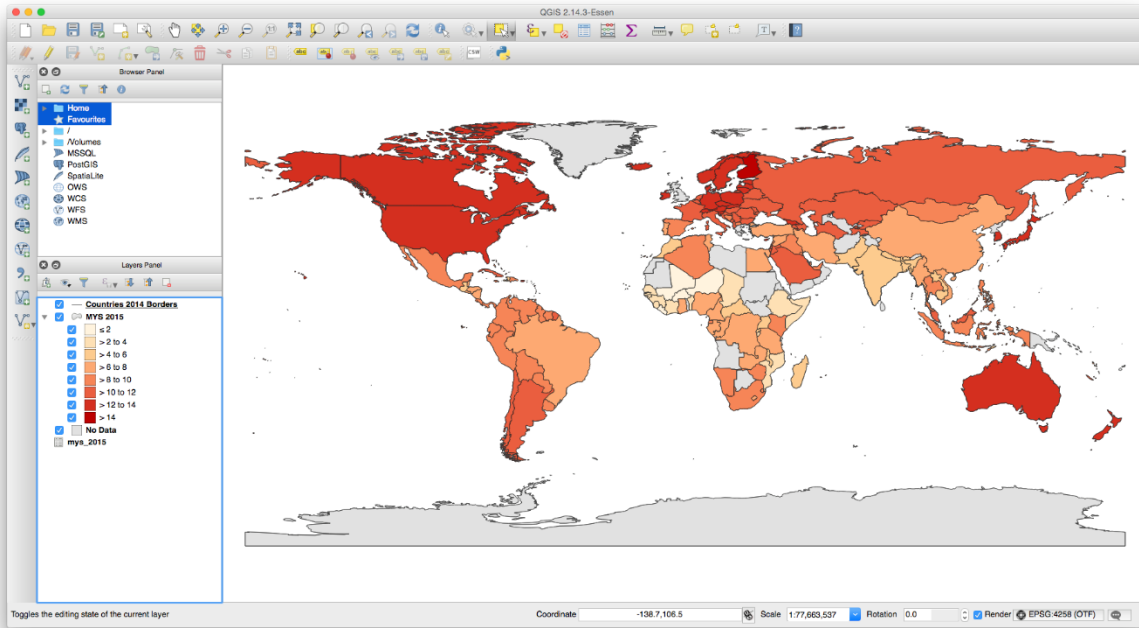 QGIS 2.14.3-Essen
Browser Panel
Home
Favourites
/
/Volumes
MSSQL
PostGIS
SpatiaLite
OWS
WCS
WFS
WMS
Layers Panel
Countries 2014 Borders
MYS 2015
≤ 2
> 2 to 4
> 4 to 6
> 6 to 8
> 8 to 10
> 10 to 12
> 12 to 14
> 14
No Data
mys_2015
Toggles the editing state of the current layer
Coordinate -138.7,106.5 Scale 1:77,663,537 Rotation 0.0 Render EPSG:4258 (OTF)